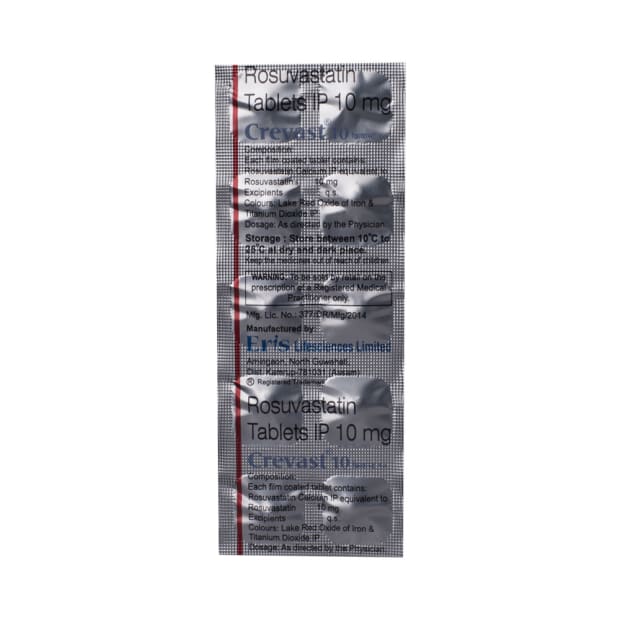 Rosuvastatin
Tablets IP 10 mg
Crevast® 10
Composition:
Each film coated tablet contains:
Rosuvastatin Calcium IP equivalent to
Rosuvastatin 10 mg
Excipients q.s.
Colours: Lake Red Oxide of Iron &
Titanium Dioxide IP
Dosage: As directed by the Physician
Storage : Store between 10°C to
25°C at dry and dark place.
Keep the medicines out of reach of children
WARNING: To be sold by retail on the
prescription of a Registered Medical
Practitioner only.
Mfg. Lic. No.: 377/DR/Mfg/2014
Manufactured by:
Eris Lifesciences Limited
Amingaon, North Guwahati,
Dist. Kamrup-781031 (Assam)
® Registered Trademark
Rosuvastatin
Tablets IP 10 mg
Crevast® 10
Composition:
Each film coated tablet contains:
Rosuvastatin Calcium IP equivalent to
Rosuvastatin 10 mg
Excipients q.s.
Colours: Lake Red Oxide of Iron &
Titanium Dioxide IP
Dosage: As directed by the Physician